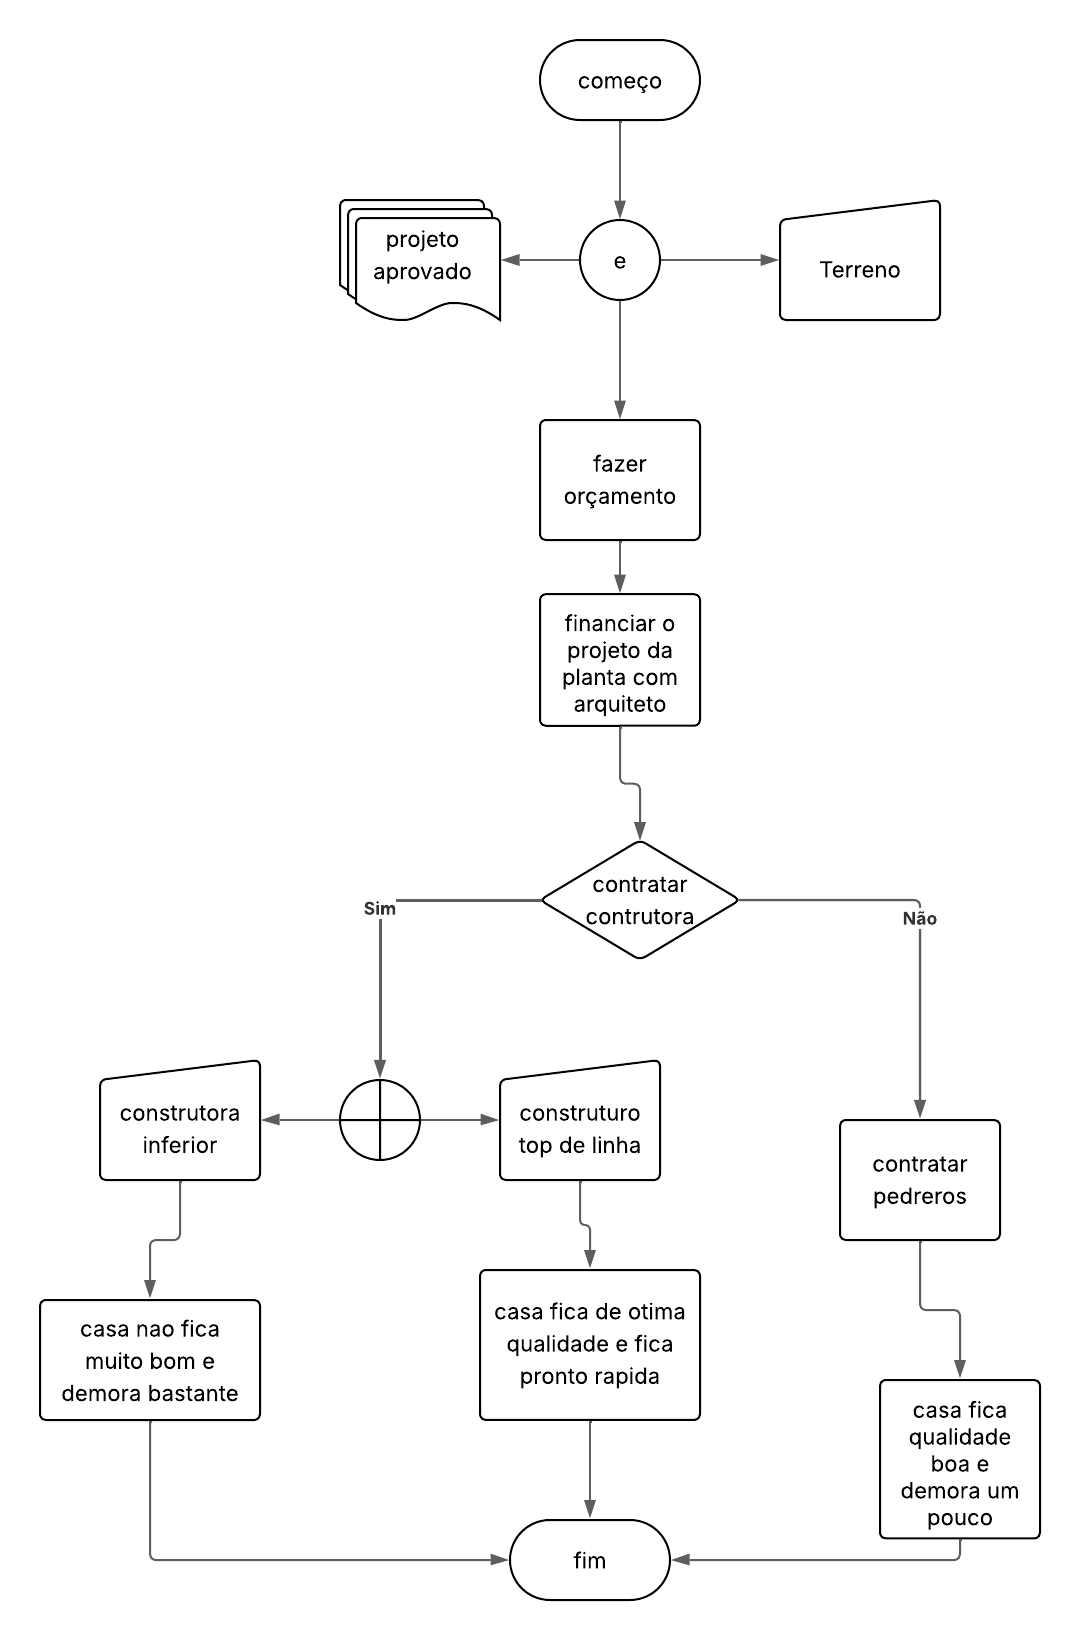 começo
projeto
aprovado
e
Terreno
fazer
orçamento
financiar o
projeto da
planta com
arquiteto
contratar
contrutora
Sim
Não
construtora
inferior
construturo
top de linha
contratar
pedreros
casa nao fica
muito bom e
demora bastante
casa fica de otima
qualidade e fica
pronto rapida
casa fica
qualidade
boa e
demora um
pouco
fim